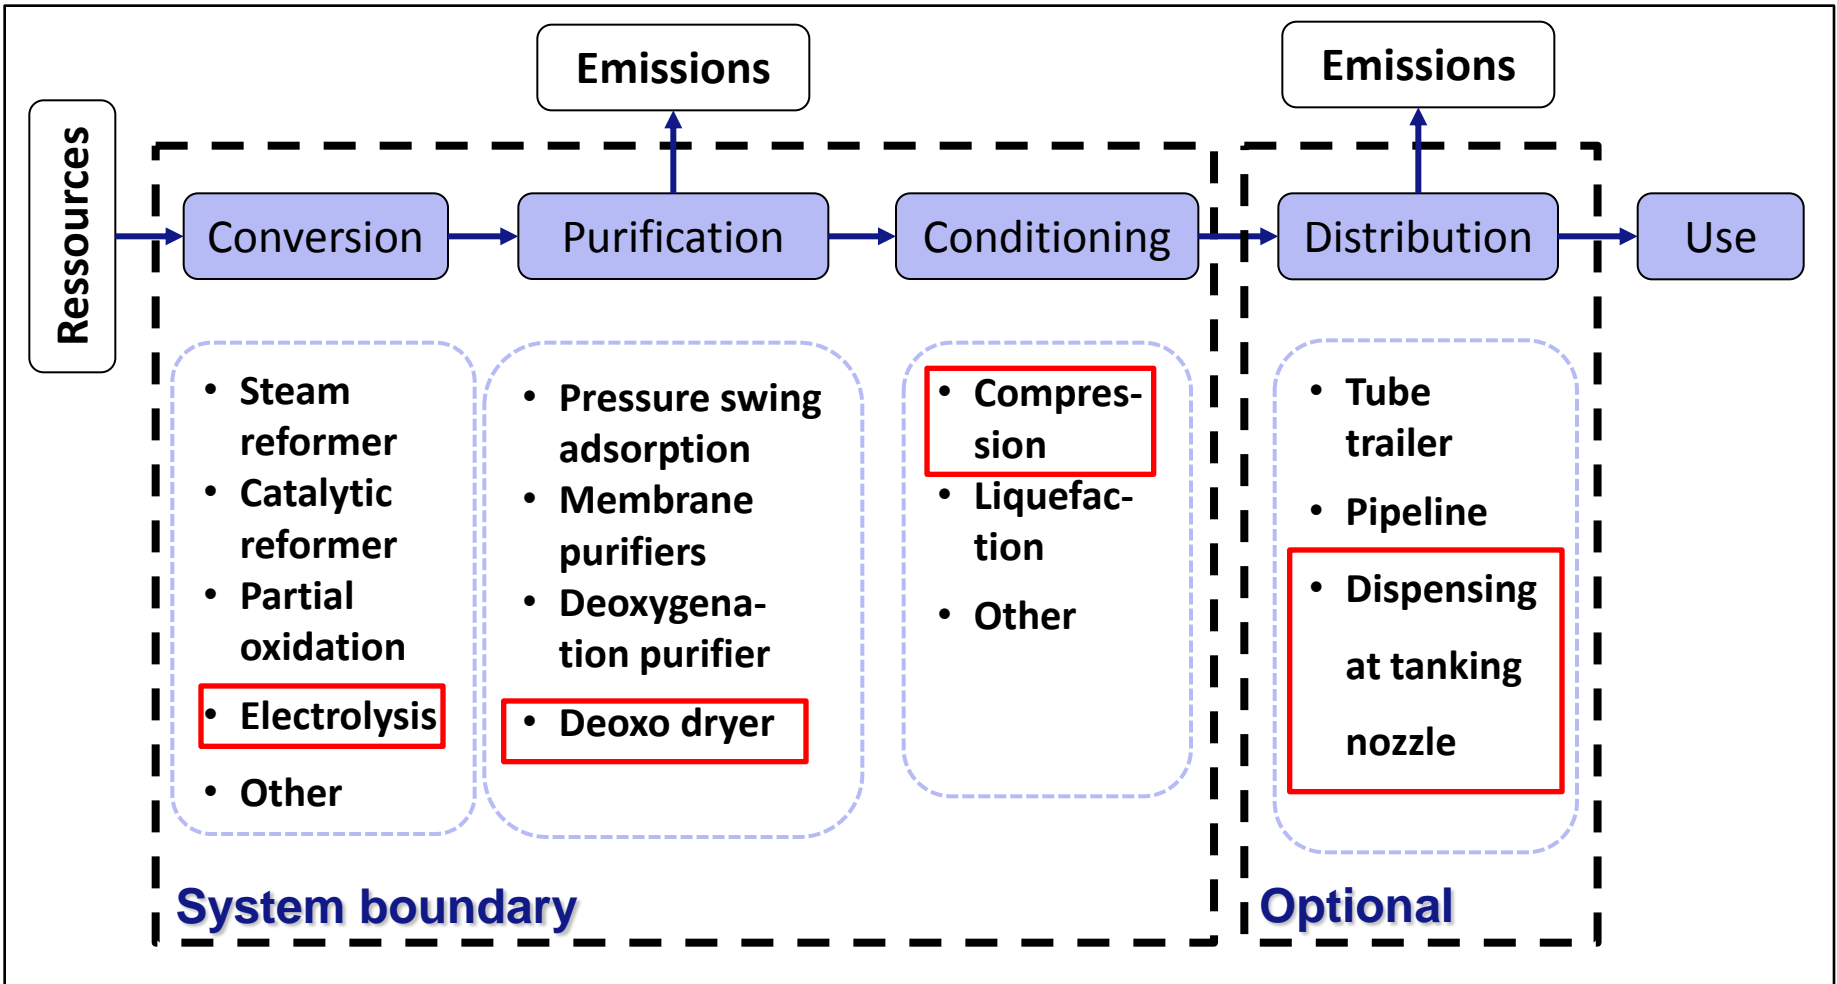 Emissions
Emissions
Ressources
Conversion
Purification
Conditioning
Distribution
Use
• Steam
reformer
• Catalytic
reformer
• Partial
oxidation
• Electrolysis
• Other
• Pressure swing
adsorption
• Membrane
purifiers
• Deoxygena-
tion purifier
• Deoxo dryer
• Compres-
sion
• Liquefac-
tion
• Other
• Tube
trailer
• Pipeline
• Dispensing
at tanking
nozzle
System boundary
Optional